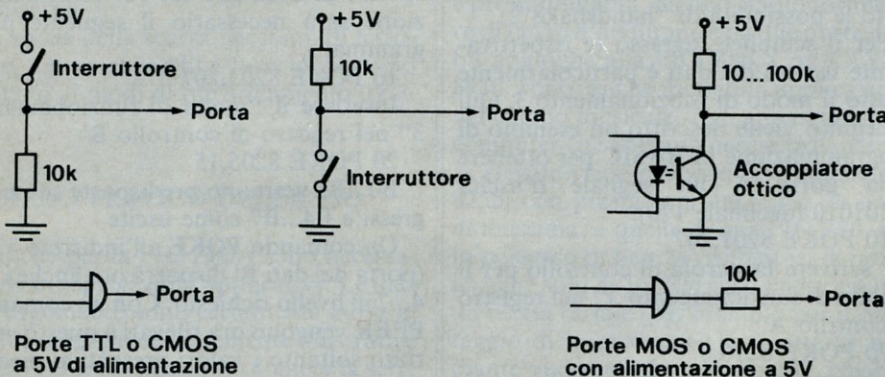 +5V
Interruttore
Porta
10k
+5V
10k
Porta
Interruttore
+5V
10...100k
Porta
Accoppiatore
ottico
Porta
Porte TTL o CMOS
a 5V di alimentazione
10k
Porta
Porte MOS o CMOS
con alimentazione a 5V